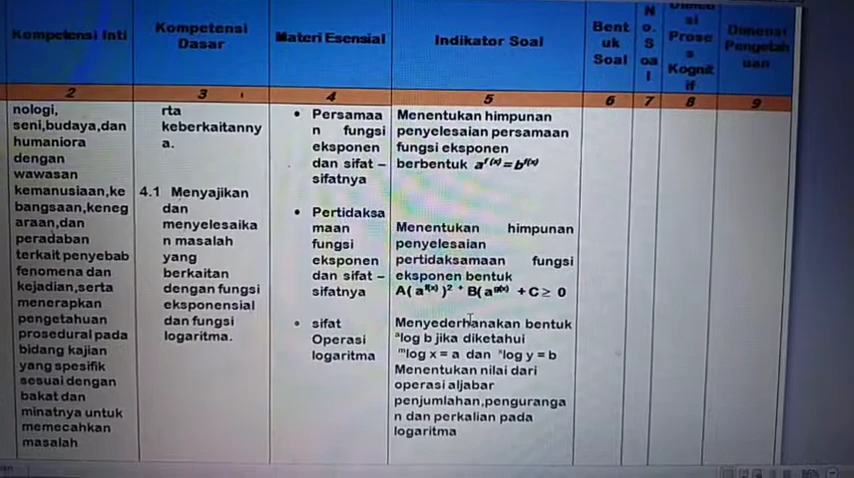 Kompetensi Inti
Kompetensi
Dasar
Materi Esensial
Indikator Soal
Bent
uk
Soal
N
o.
S
oa
l
si
Prose
s
Kognit
if
Dimensi
Pengetah
uan
2
3
4
5
6
7
8
9
nologi,
seni,budaya,dan
humaniora
dengan
wawasan
kemanusiaan,ke
bangsaan,keneg
araan,dan
peradaban
terkait penyebab
fenomena dan
kejadian,serta
menerapkan
pengetahuan
prosedural pada
bidang kajian
yang spesifik
sesuai dengan
bakat dan
minatnya untuk
memecahkan
masalah
rta
keberkaitanny
a.
4.1 Menyajikan
dan
menyelesaika
n masalah
yang
berkaitan
dengan fungsi
eksponensial
dan fungsi
logaritma.
• Persamaa
n fungsi
eksponen
dan sifat –
sifatnya
• Pertidaksa
maan
fungsi
eksponen
dan sifat –
sifatnya
• sifat
Operasi
logaritma
Menentukan himpunan
penyelesaian persamaan
fungsi eksponen
berbentuk a^f(x) = b^f(x)
Menentukan himpunan
penyelesaian
pertidaksamaan fungsi
eksponen bentuk
A( a^f(x) )² + B(a^g(x) + C ≥ 0
Menyederhanakan bentuk
ᵃlog b jika diketahui
ᵐlog x = a dan ˣlog y = b
Menentukan nilai dari
operasi aljabar
penjumlahan,penguranga
n dan perkalian pada
logaritma